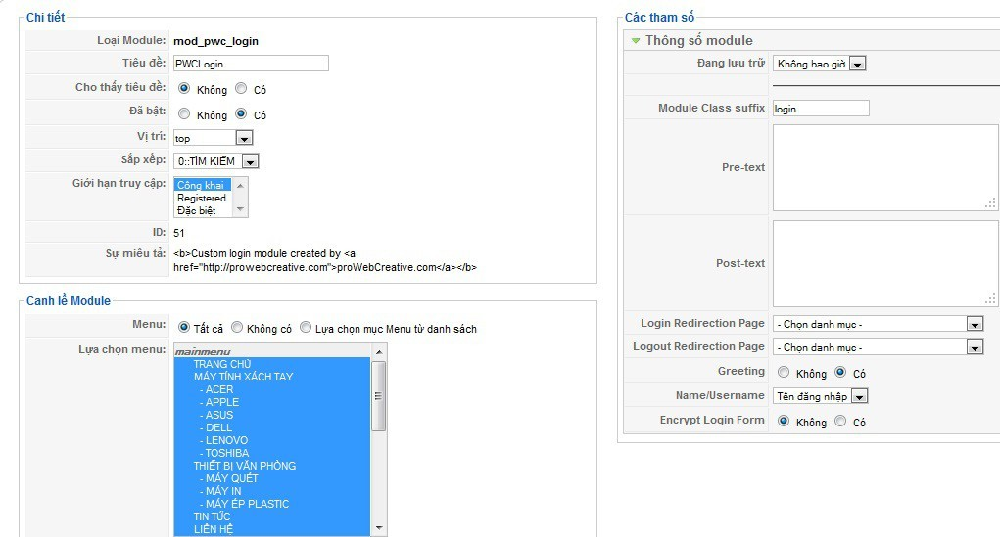 Chi tiết
Loại Module: mod_pwc_login
Tiêu đề: PWCLogin
Cho thấy tiêu đề: Không Có
Đã bật: Không Có
Vị trí: top
Sắp xếp: 0::TÌM KIẾM
Giới hạn truy cập: Công khai
Registered
Đặc biệt
ID: 51
Sự miêu tả: <b>Custom login module created by <a
href="http://prowebcreative.com">proWebCreative.com</a></b>
Canh lề Module
Menu: Tất cả Không có Lựa chọn mục Menu từ danh sách
Lựa chọn menu: mainmenu
TRANG CHỦ
MÁY TÍNH XÁCH TAY
- ACER
- APPLE
- ASUS
- DELL
- LENOVO
- TOSHIBA
THIẾT BỊ VĂN PHÒNG
- MÁY QUÉT
- MÁY IN
- MÁY ÉP PLASTIC
TIN TỨC
LIÊN HỆ
Các tham số
Thông số module
Đang lưu trữ Không bao giờ
Module Class suffix login
Pre-text
Post-text
Login Redirection Page - Chọn danh mục -
Logout Redirection Page - Chọn danh mục -
Greeting Không Có
Name/Username Tên đăng nhập
Encrypt Login Form Không Có